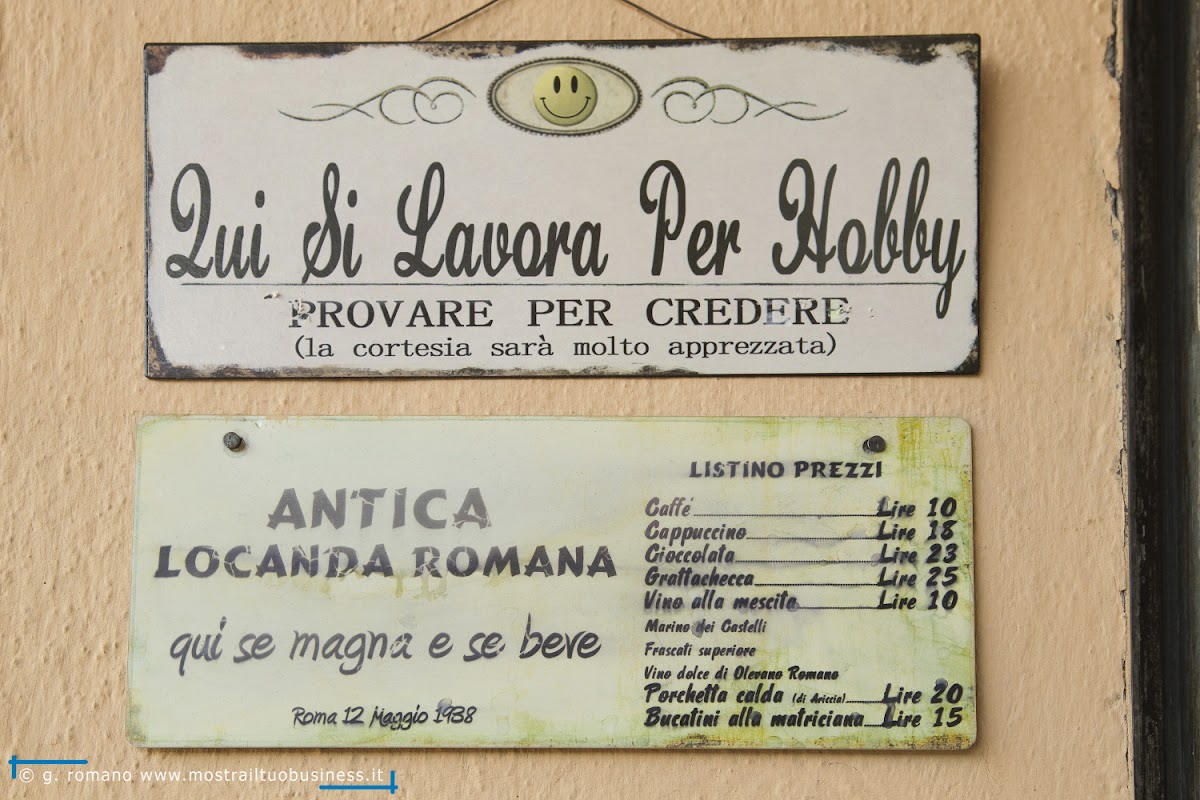 Qui Si Lavora Per Hobby
PROVARE PER CREDERE
(la cortesia sarà molto apprezzata)
ANTICA
LOCANDA ROMANA
qui se magna e se beve
Roma 12 Maggio 1938
LISTINO PREZZI
Caffé Lire 10
Cappuccino Lire 18
Cioccolata Lire 23
Grattachecca Lire 25
Vino alla mescita Lire 10
Marino dei Castelli
Frascati superiore
Vino dolce di Olevano Romano
Porchetta calda (di Ariccia) Lire 20
Bucatini alla matriciana Lire 15
© g. romano www.mostrailtuobusiness.it